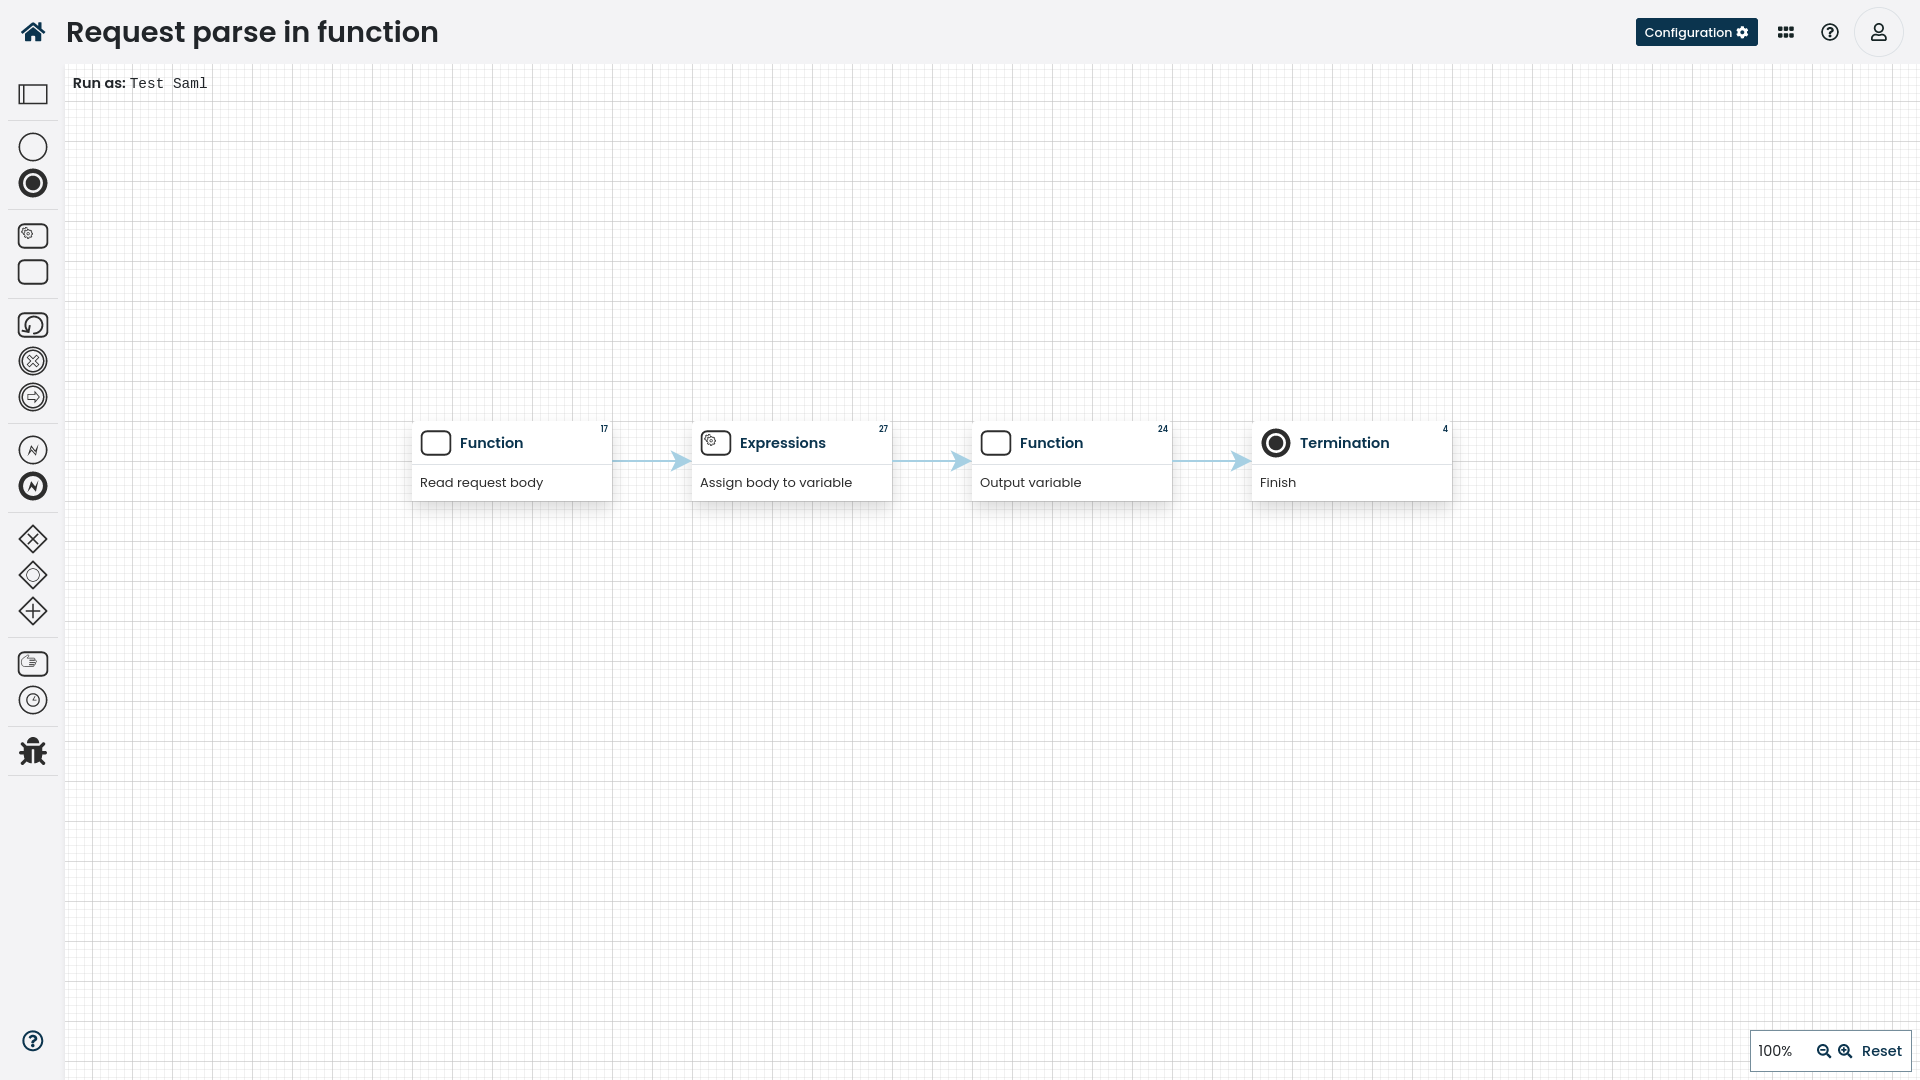 Request parse in function
Configuration
Run as: Test Saml
Function 17
Read request body
Expressions 27
Assign body to variable
Function 24
Output variable
Termination 4
Finish
100% Reset